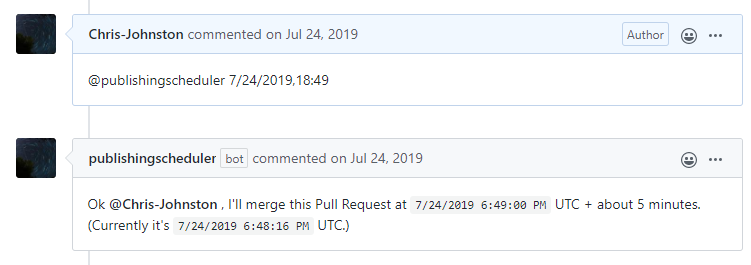 Chris-Johnston commented on Jul 24, 2019 Author
@publishingscheduler 7/24/2019,18:49
publishingscheduler bot commented on Jul 24, 2019
Ok @Chris-Johnston , I'll merge this Pull Request at 7/24/2019 6:49:00 PM UTC + about 5 minutes.
(Currently it's 7/24/2019 6:48:16 PM UTC.)